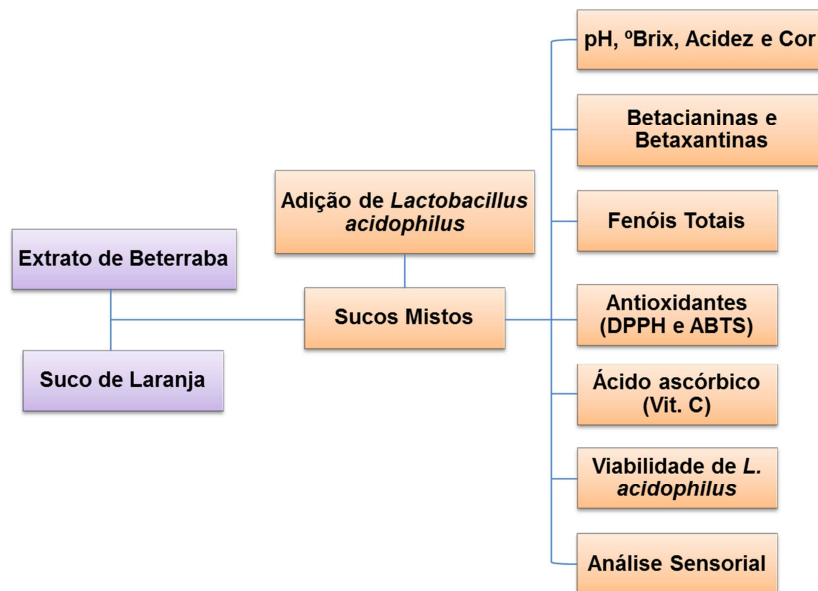 Extrato de Beterraba
Suco de Laranja
Adição de Lactobacillus
acidophilus
Sucos Mistos
pH, ºBrix, Acidez e Cor
Betacianinas e
Betaxantinas
Fenóis Totais
Antioxidantes
(DPPH e ABTS)
Ácido ascórbico
(Vit. C)
Viabilidade de L.
acidophilus
Análise Sensorial